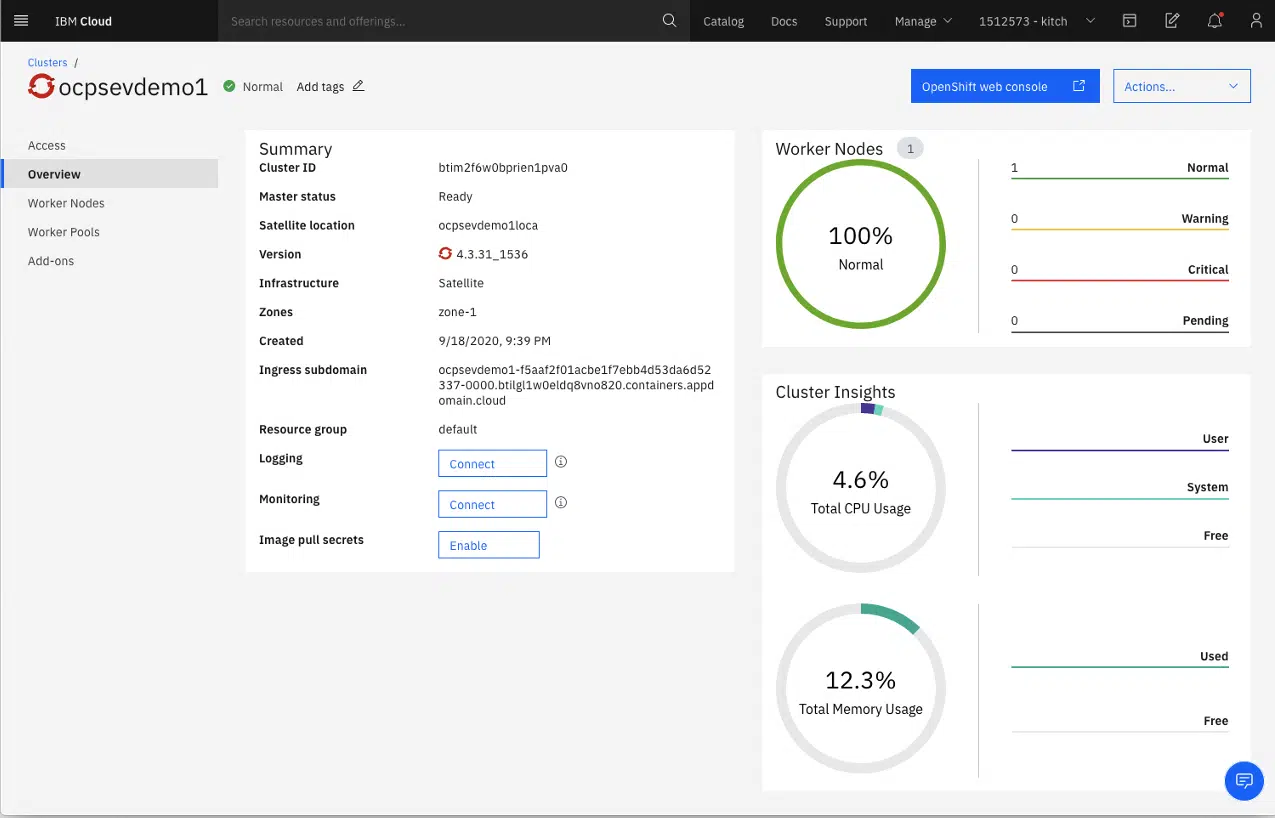 IBM Cloud
Search resources and offerings...
Catalog
Docs
Support
Manage
1512573 - kitch
Clusters /
ocpsevdemo1
Normal
Add tags
OpenShift web console
Actions...
Access
Overview
Worker Nodes
Worker Pools
Add-ons
Summary
Cluster ID btim2f6w0bprien1pva0
Master status Ready
Satellite location ocpsevdemo1loca
Version 4.3.31_1536
Infrastructure Satellite
Zones zone-1
Created 9/18/2020, 9:39 PM
Ingress subdomain ocpsevdemo1-f5aaf2f01acbe1f7ebb4d53da6d52
337-0000.btilgl1w0eldq8vno820.containers.appd
omain.cloud
Resource group default
Logging Connect
Monitoring Connect
Image pull secrets Enable
Worker Nodes 1
100%
Normal
1 Normal
0 Warning
0 Critical
0 Pending
Cluster Insights
4.6%
Total CPU Usage
User
System
Free
12.3%
Total Memory Usage
Used
Free